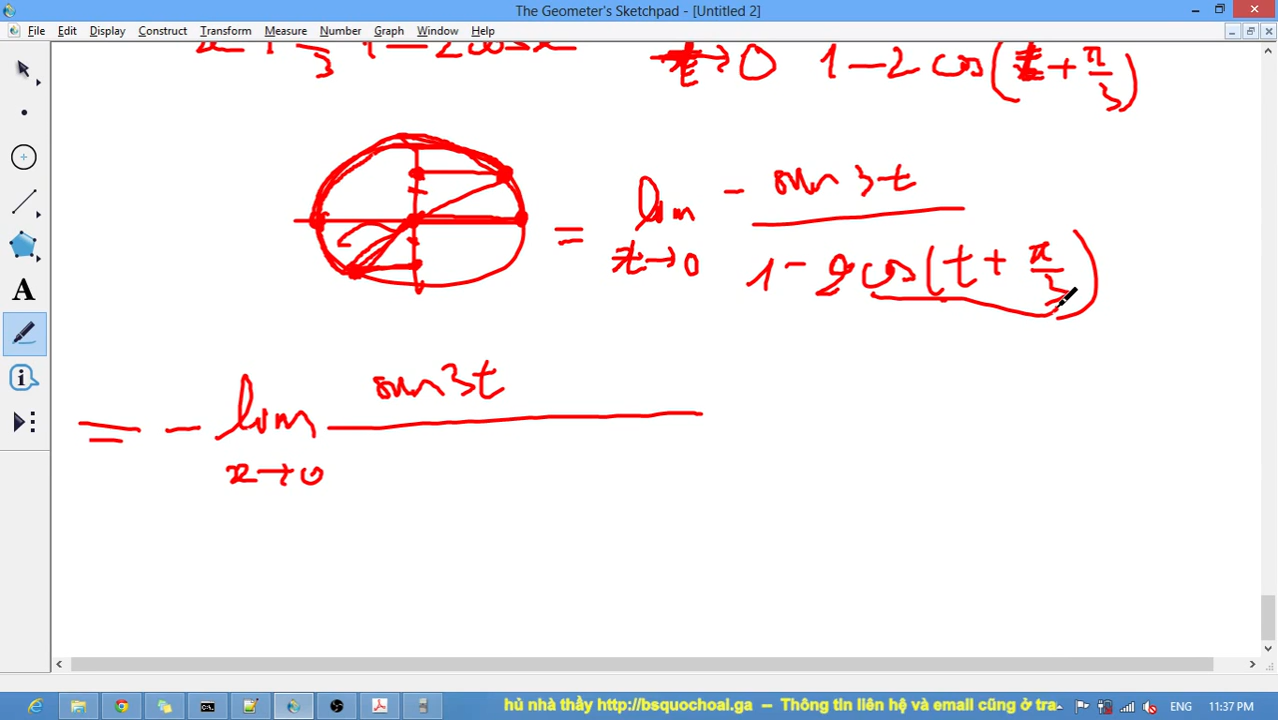 The Geometer's Sketchpad - [Untitled 2]
File Edit Display Construct Transform Measure Number Graph Window Help
t → 0 1 - 2 cos(t + π/3)
= lim t → 0 - sin 3t / 1 - 2 cos(t + π/3)
= - lim x → 0 sin 3t
hủ nhà thầy http://bsquochoai.ga -- Thông tin liên hệ và email cũng ở tra
ENG 11:37 PM